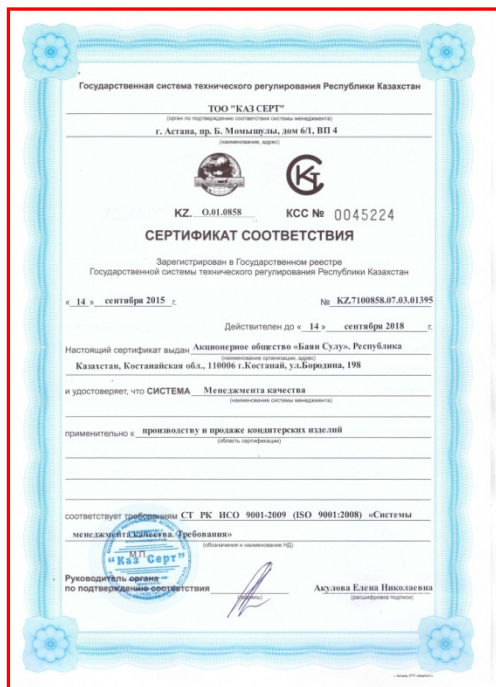 Государственная система технического регулирования Республики Казахстан
ТОО "КАЗ СЕРТ"
(орган по подтверждению соответствия системы менеджмента)
г. Астана, пр. Б. Момышулы, дом 6/1, ВП 4
(наименование, адрес)
KZ. О.01.0858 КСС № 0045224
СЕРТИФИКАТ СООТВЕТСТВИЯ
Зарегистрирован в Государственном реестре
Государственной системы технического регулирования Республики Казахстан
« 14 » сентября 2015 г. № KZ.7100858.07.03.01395
Действителен до « 14 » сентября 2018 г.
Настоящий сертификат выдан Акционерное общество «Баян Сулу», Республика
(наименование организации, адрес)
Казахстан, Костанайская обл., 110006 г.Костанай, ул.Бородина, 198
и удостоверяет, что СИСТЕМА Менеджмента качества
(наименование системы менеджмента)
применительно к производству и продаже кондитерских изделий
(область сертификации)
соответствует требованиям СТ РК ИСО 9001-2009 (ISO 9001:2008) «Системы
менеджмента качества. Требования»
(обозначения и наименование НД)
М.П.
"Каз Серт"
Руководитель органа
по подтверждению соответствия
(подпись)
Акулова Елена Николаевна
(расшифровка подписи)